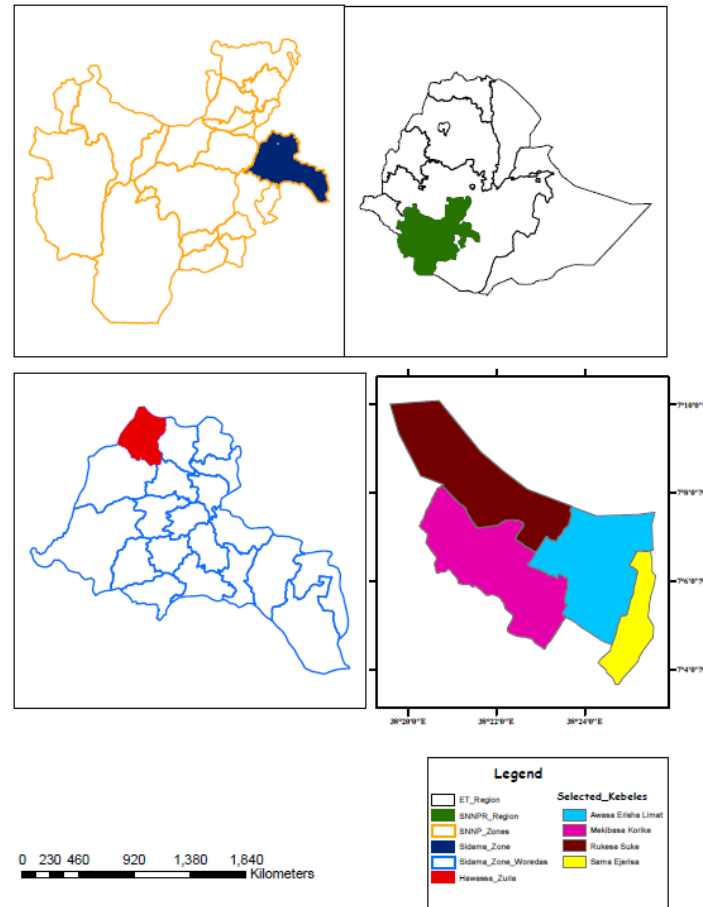 7°10'0"N
7°8'0"N
7°6'0"N
7°4'0"N
38°20'0"E 38°22'0"E 38°24'0"E
Legend
ET_Region
SNNPR_Region
SNNP_Zones
Sidama_Zone
Sidama_Zone_Woredas
Hawassa_Zuria
Selected_Kebeles
Awasa Erisha Limat
Mekibasa Korike
Rukesa Suke
Sama Ejerisa
0 230 460 920 1,380 1,840
Kilometers